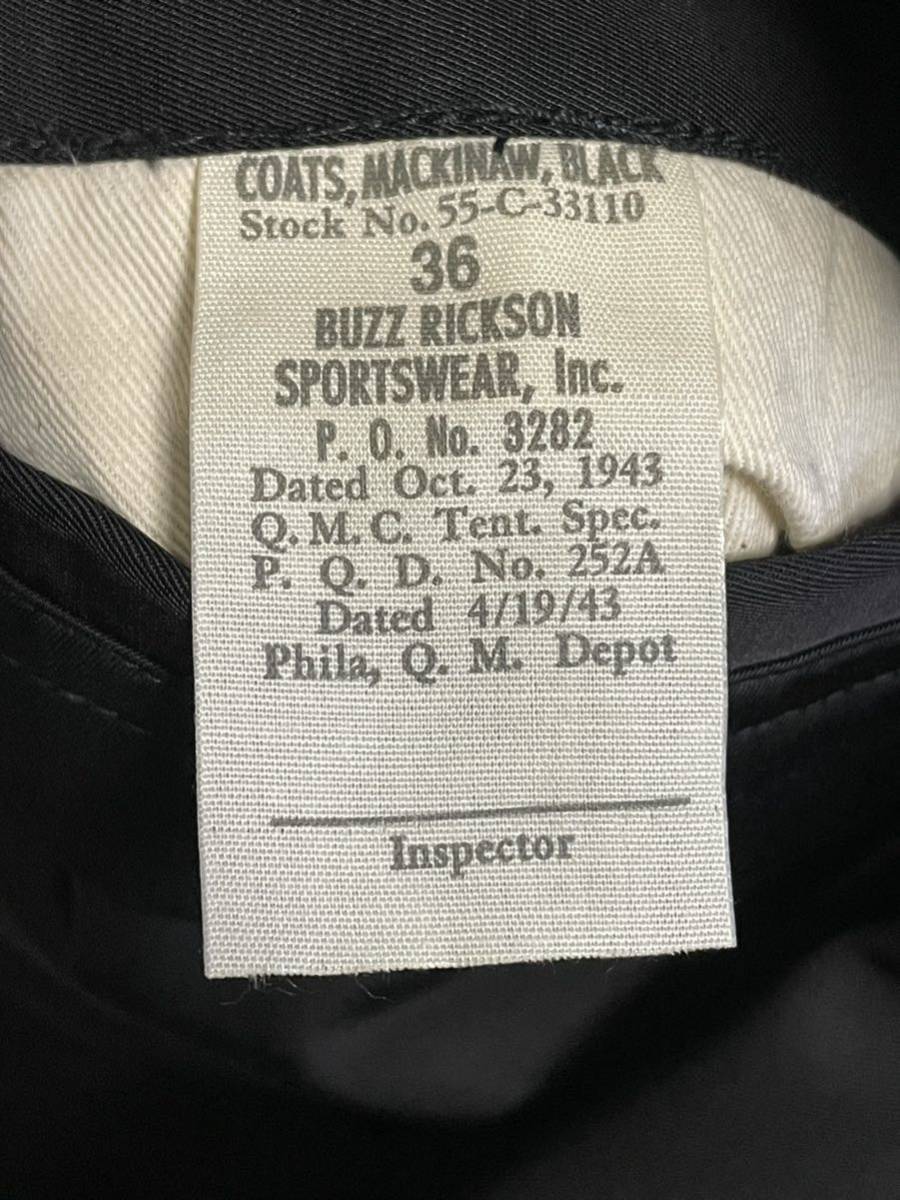 COATS, MACKINAW, BLACK
Stock No. 55-C-33110
36
BUZZ RICKSON
SPORTSWEAR, Inc.
P. O. No. 3282
Dated Oct. 23, 1943
Q. M. C. Tent. Spec.
P. Q. D. No. 252A
Dated 4/19/43
Phila, Q. M. Depot
Inspector